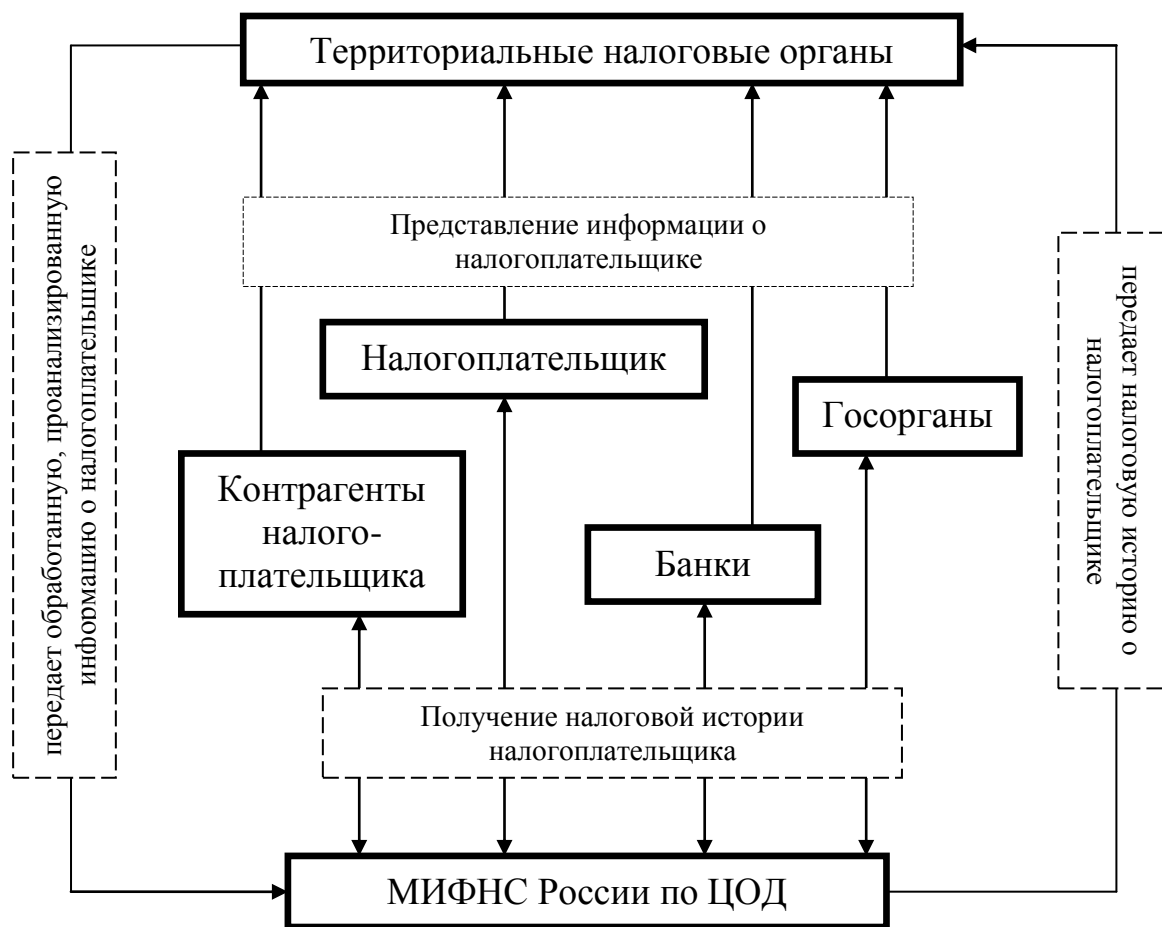 Территориальные налоговые органы
передает обработанную, проанализированную
информацию о налогоплательщике
Представление информации о
налогоплательщике
передает налоговую историю о
налогоплательщике
Налогоплательщик
Госорганы
Контрагенты
налого-
плательщика
Банки
Получение налоговой истории
налогоплательщика
МИФНС России по ЦОД